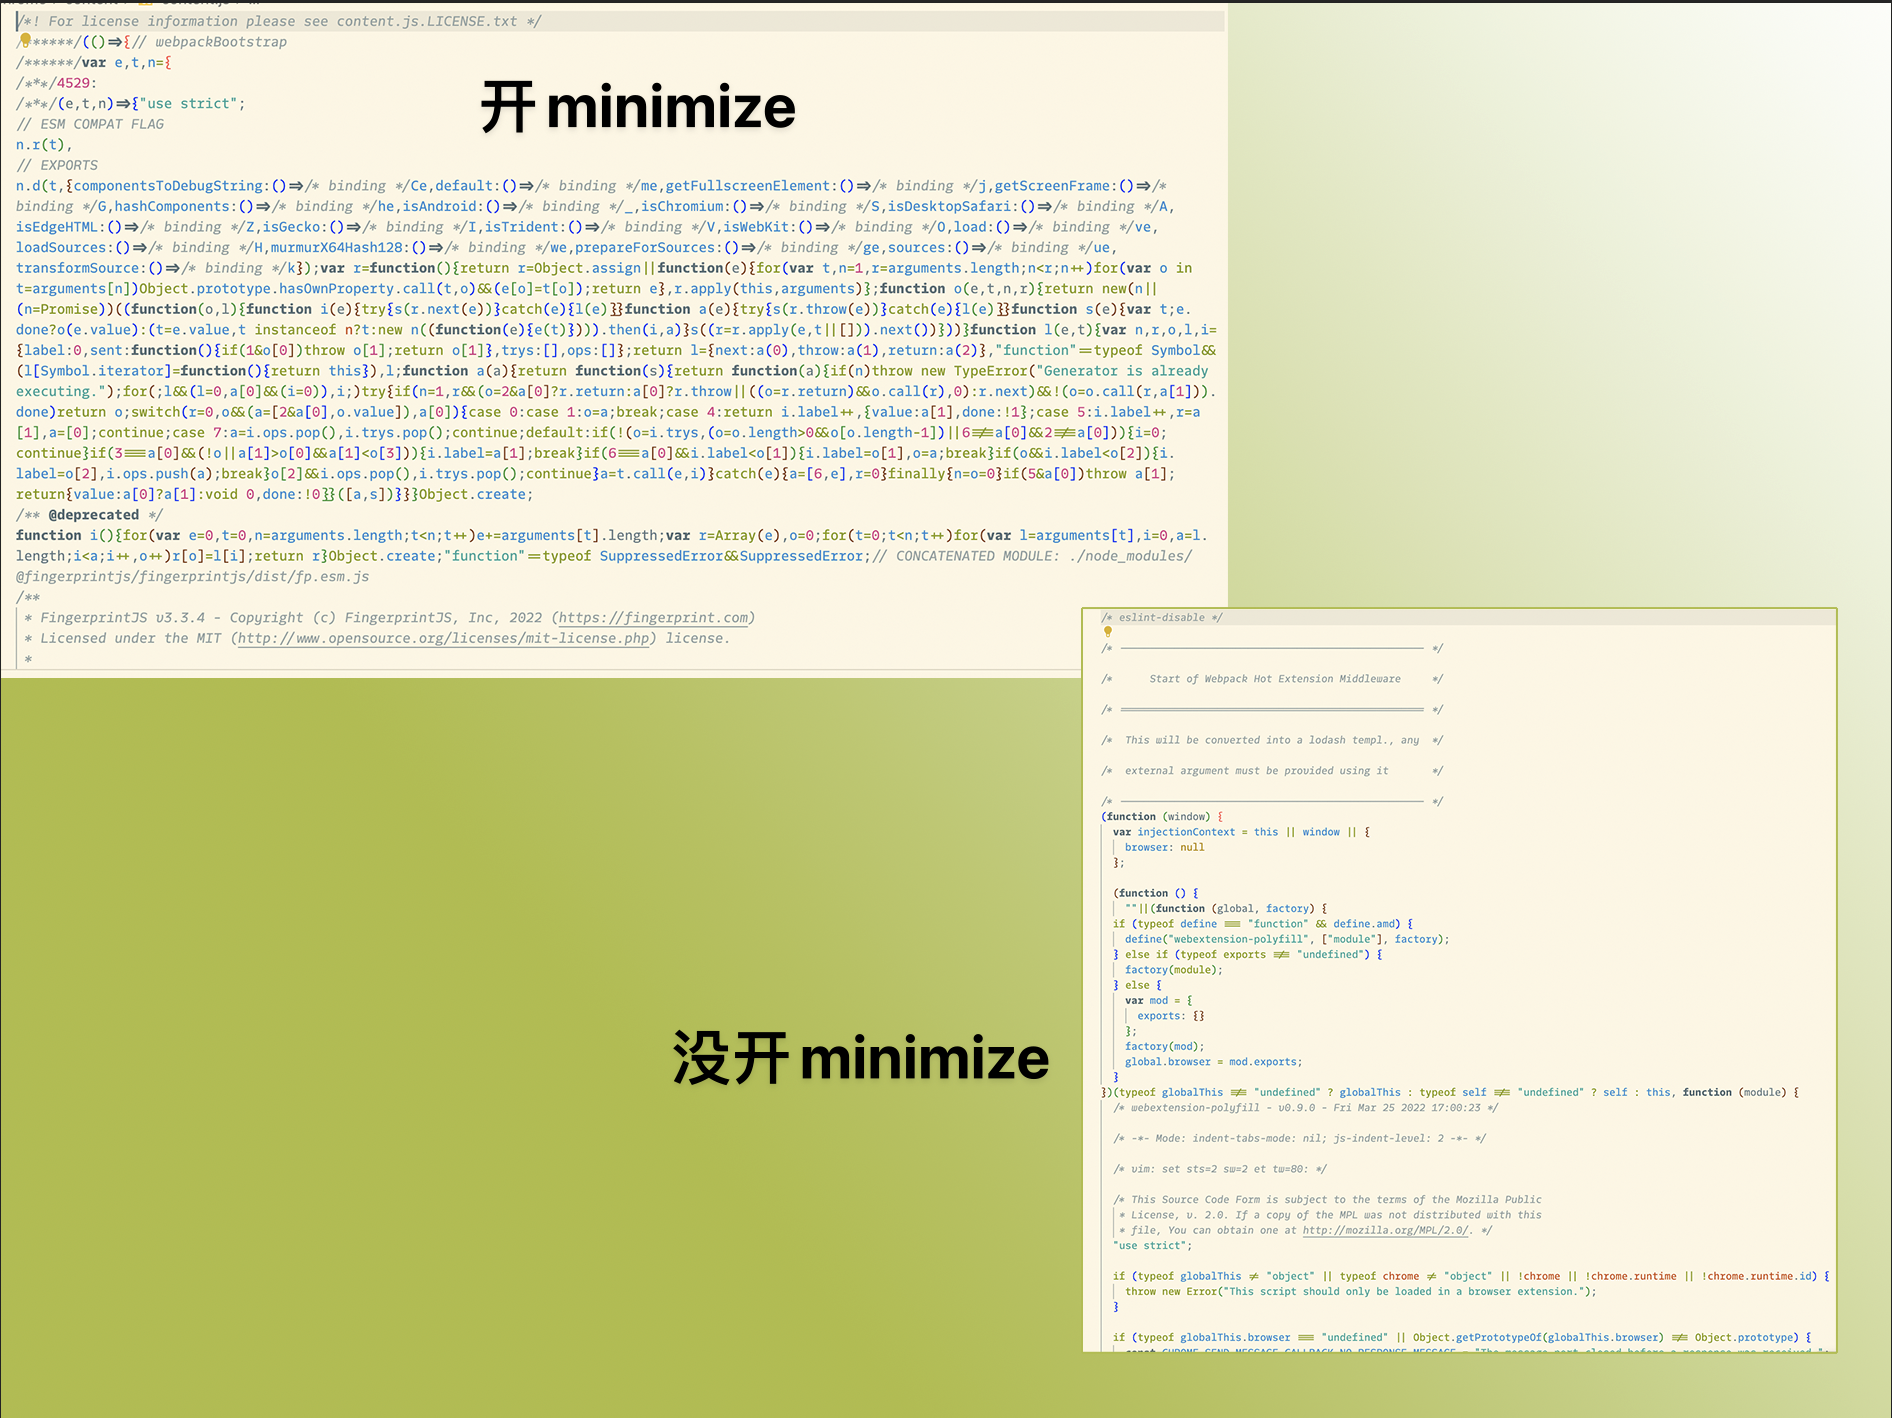 /*! For license information please see content.js.LICENSE.txt */
/******/(()=>{// webpackBootstrap
/******/var e,t,n={
/***/4529:
/***/(e,t,n)=>{"use strict";
// ESM COMPAT FLAG
n.r(t),
// EXPORTS
n.d(t,{componentsToDebugString:()=>/* binding */Ce,default:()=>/* binding */me,getFullscreenElement:()=>/* binding */j,getScreenFrame:()=>/*
binding */G,hashComponents:()=>/* binding */he,isAndroid:()=>/* binding */_,isChromium:()=>/* binding */S,isDesktopSafari:()=>/* binding */A,
isEdgeHTML:()=>/* binding */Z,isGecko:()=>/* binding */I,isTrident:()=>/* binding */V,isWebKit:()=>/* binding */O,load:()=>/* binding */ve,
loadSources:()=>/* binding */H,murmurX64Hash128:()=>/* binding */we,prepareForSources:()=>/* binding */ge,sources:()=>/* binding */ue,
transformSource:()=>/* binding */k});var r=function(){return r=Object.assign||function(e){for(var t,n=1,r=arguments.length;n<r;n++)for(var o in
t=arguments[n])Object.prototype.hasOwnProperty.call(t,o)&&(e[o]=t[o]);return e},r.apply(this,arguments)};function o(e,t,n,r){return new(n||
(n=Promise))((function(o,l){function i(e){try{s(r.next(e))}catch(e){l(e)}}function a(e){try{s(r.throw(e))}catch(e){l(e)}}function s(e){var t;e.
done?o(e.value):(t=e.value,t instanceof n?t:new n((function(e){e(t)}))).then(i,a)}s((r=r.apply(e,t||[])).next())}))}function l(e,t){var n,r,o,l,i=
{label:0,sent:function(){if(1&o[0])throw o[1];return o[1]},trys:[],ops:[]};return l={next:a(0),throw:a(1),return:a(2)},"function"==typeof Symbol&&
(l[Symbol.iterator]=function(){return this}),l;function a(a){return function(s){return function(a){if(n)throw new TypeError("Generator is already
executing.");for(;l&&(l=0,a[0]&&(i=0)),i;)try{if(n=1,r&&(o=2&a[0]?r.return:a[0]?r.throw||((o=r.return)&&o.call(r),0):r.next)&&!(o=o.call(r,a[1])).
done)return o;switch(r=0,o&&(a=[2&a[0],o.value]),a[0]){case 0:case 1:o=a;break;case 4:return i.label++,{value:a[1],done:!1};case 5:i.label++,r=a
[1],a=[0];continue;case 7:a=i.ops.pop(),i.trys.pop();continue;default:if(!(o=i.trys,(o=o.length>0&&o[o.length-1])||6!==a[0]&&2!==a[0])){i=0;
continue}if(3===a[0]&&(!o||a[1]>o[0]&&a[1]<o[3])){i.label=a[1];break}if(6===a[0]&&i.label<o[1]){i.label=o[1],o=a;break}if(o&&i.label<o[2]){i.
label=o[2],i.ops.push(a);break}o[2]&&i.ops.pop(),i.trys.pop();continue}a=t.call(e,i)}catch(e){a=[6,e],r=0}finally{n=o=0}if(5&a[0])throw a[1];
return{value:a[0]?a[1]:void 0,done:!0}}([a,s])}}}Object.create;
/** @deprecated */
function i(){for(var e=0,t=0,n=arguments.length;t<n;t++)e+=arguments[t].length;var r=Array(e),o=0;for(t=0;t<n;t++)for(var l=arguments[t],i=0,a=l.
length;i<a;i++,o++)r[o]=l[i];return r}Object.create;"function"==typeof SuppressedError&&SuppressedError;// CONCATENATED MODULE: ./node_modules/
@fingerprintjs/fingerprintjs/dist/fp.esm.js
/**
* FingerprintJS v3.3.4 - Copyright (c) FingerprintJS, Inc, 2022 (https://fingerprint.com)
* Licensed under the MIT (http://www.opensource.org/licenses/mit-license.php) license.
*
开 minimize
没开 minimize
/* eslint-disable */
/* ------------------------------------------------- */
/* Start of Webpack Hot Extension Middleware */
/* ================================================= */
/* This will be converted into a lodash templ., any */
/* external argument must be provided using it */
/* ------------------------------------------------- */
(function (window) {
var injectionContext = this || window || {
browser: null
};
(function () {
""||(function (global, factory) {
if (typeof define === "function" && define.amd) {
define("webextension-polyfill", ["module"], factory);
} else if (typeof exports !== "undefined") {
factory(module);
} else {
var mod = {
exports: {}
};
factory(mod);
global.browser = mod.exports;
}
})(typeof globalThis !== "undefined" ? globalThis : typeof self !== "undefined" ? self : this, function (module) {
/* webextension-polyfill - v0.9.0 - Fri Mar 25 2022 17:00:23 */
/* -*- Mode: indent-tabs-mode: nil; js-indent-level: 2 -*- */
/* vim: set sts=2 sw=2 et tw=80: */
/* This Source Code Form is subject to the terms of the Mozilla Public
* License, v. 2.0. If a copy of the MPL was not distributed with this
* file, You can obtain one at http://mozilla.org/MPL/2.0/. */
"use strict";
if (typeof globalThis != "object" || typeof chrome != "object" || !chrome || !chrome.runtime || !chrome.runtime.id) {
throw new Error("This script should only be loaded in a browser extension.");
}
if (typeof globalThis.browser === "undefined" || Object.getPrototypeOf(globalThis.browser) !== Object.prototype) {